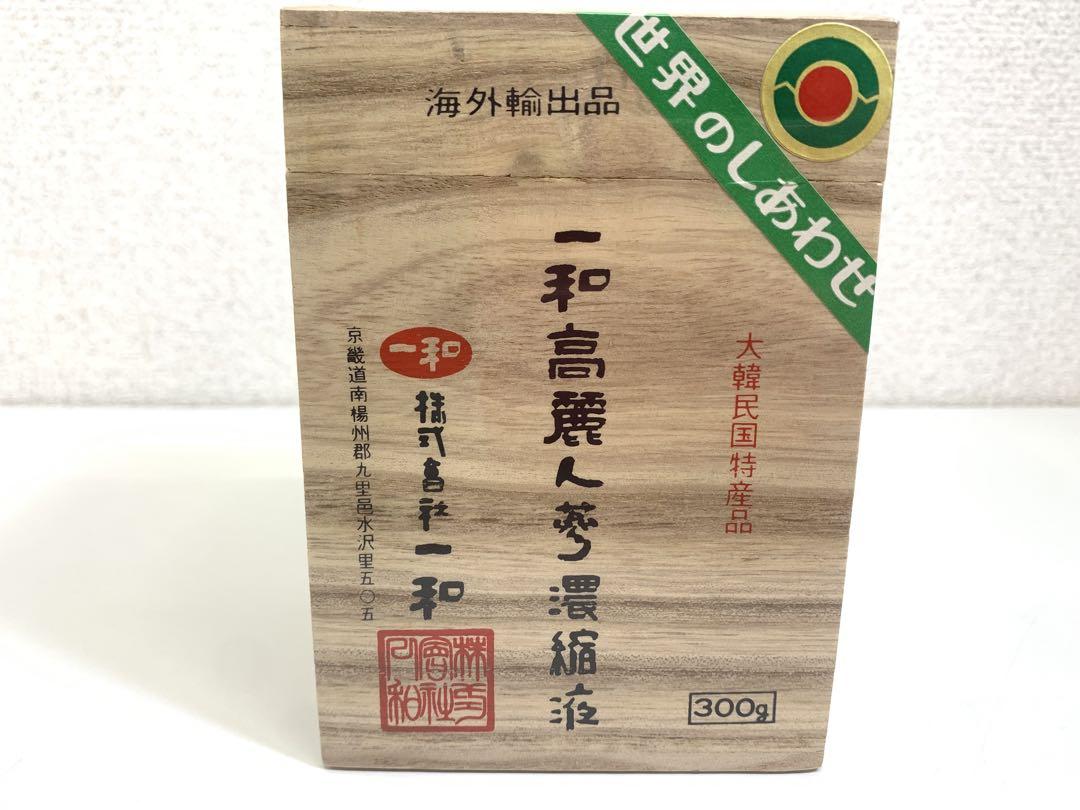 海外輸出品
世界のしあわせ
大韓民国特産品
一和高麗人蔘濃縮液
一和
株式會社一和
京畿道南楊州郡九里邑水沢里五〇五
300g